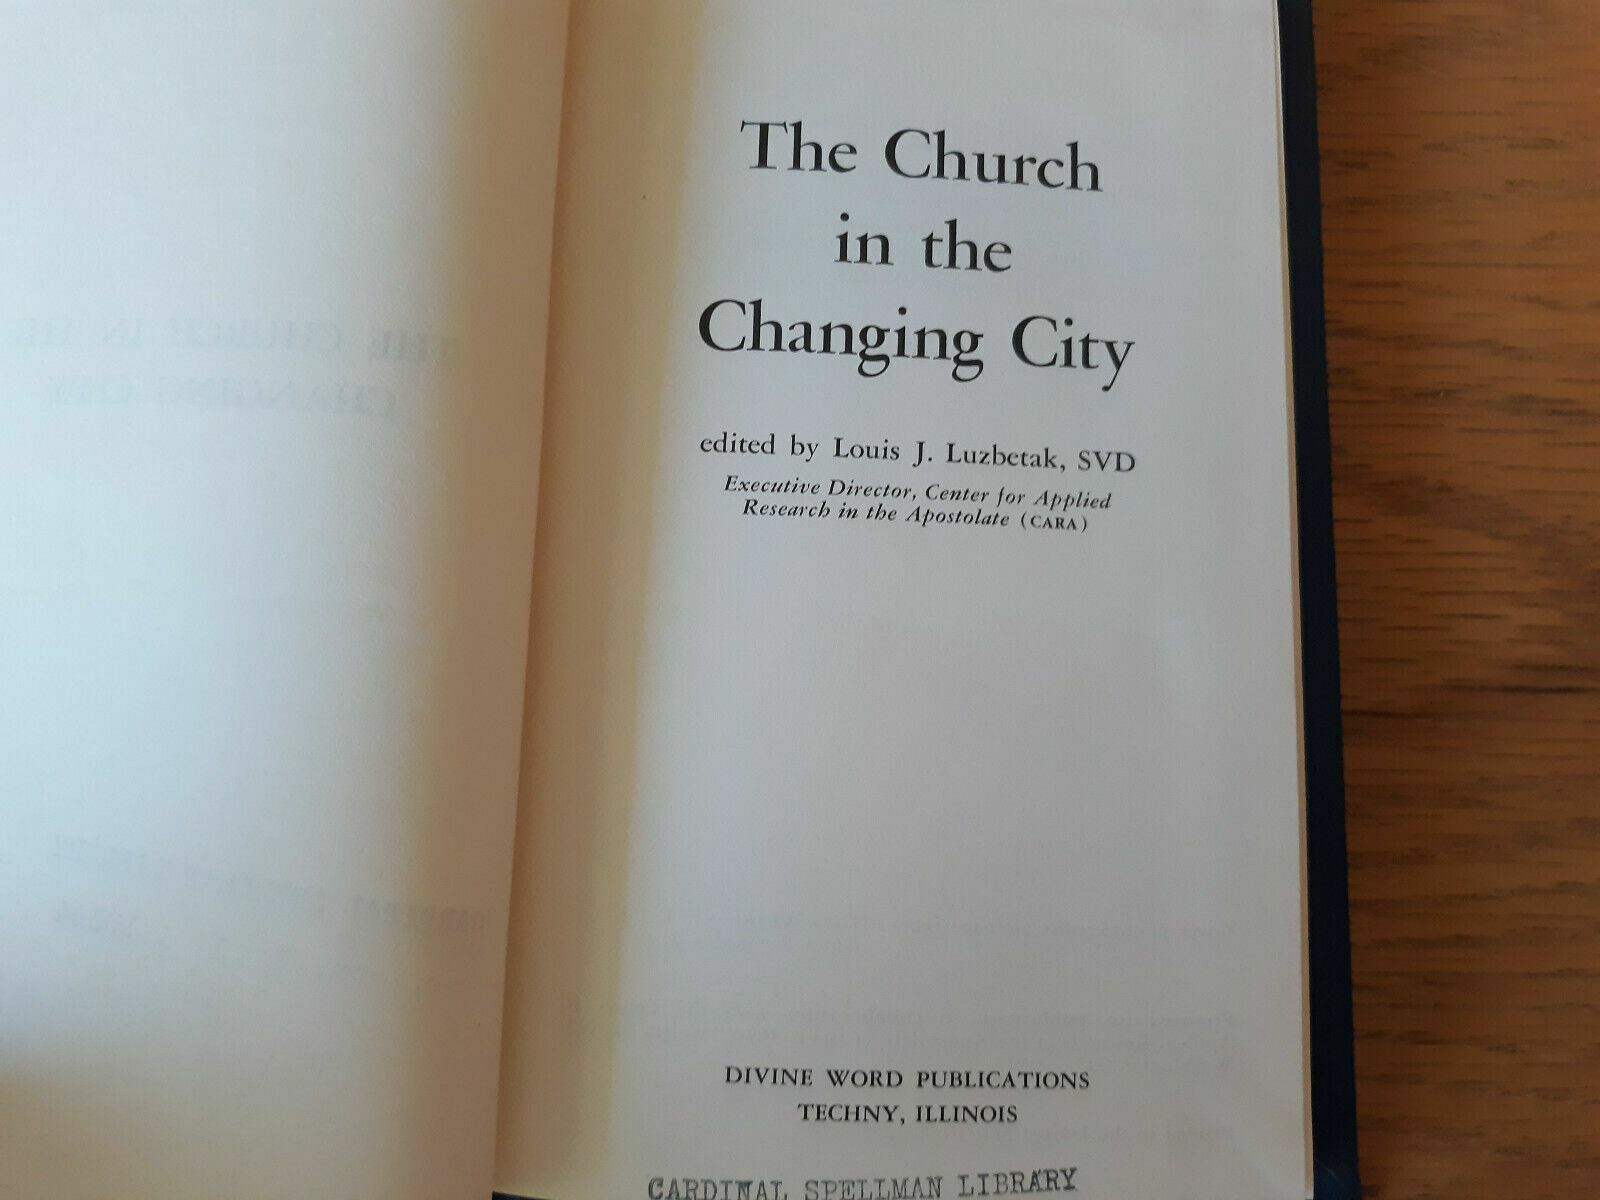 The Church
in the
Changing City
edited by Louis J. Luzbetak, SVD
Executive Director, Center for Applied
Research in the Apostolate (CARA)
DIVINE WORD PUBLICATIONS
TECHNY, ILLINOIS
CARDINAL SPELLMAN LIBRARY